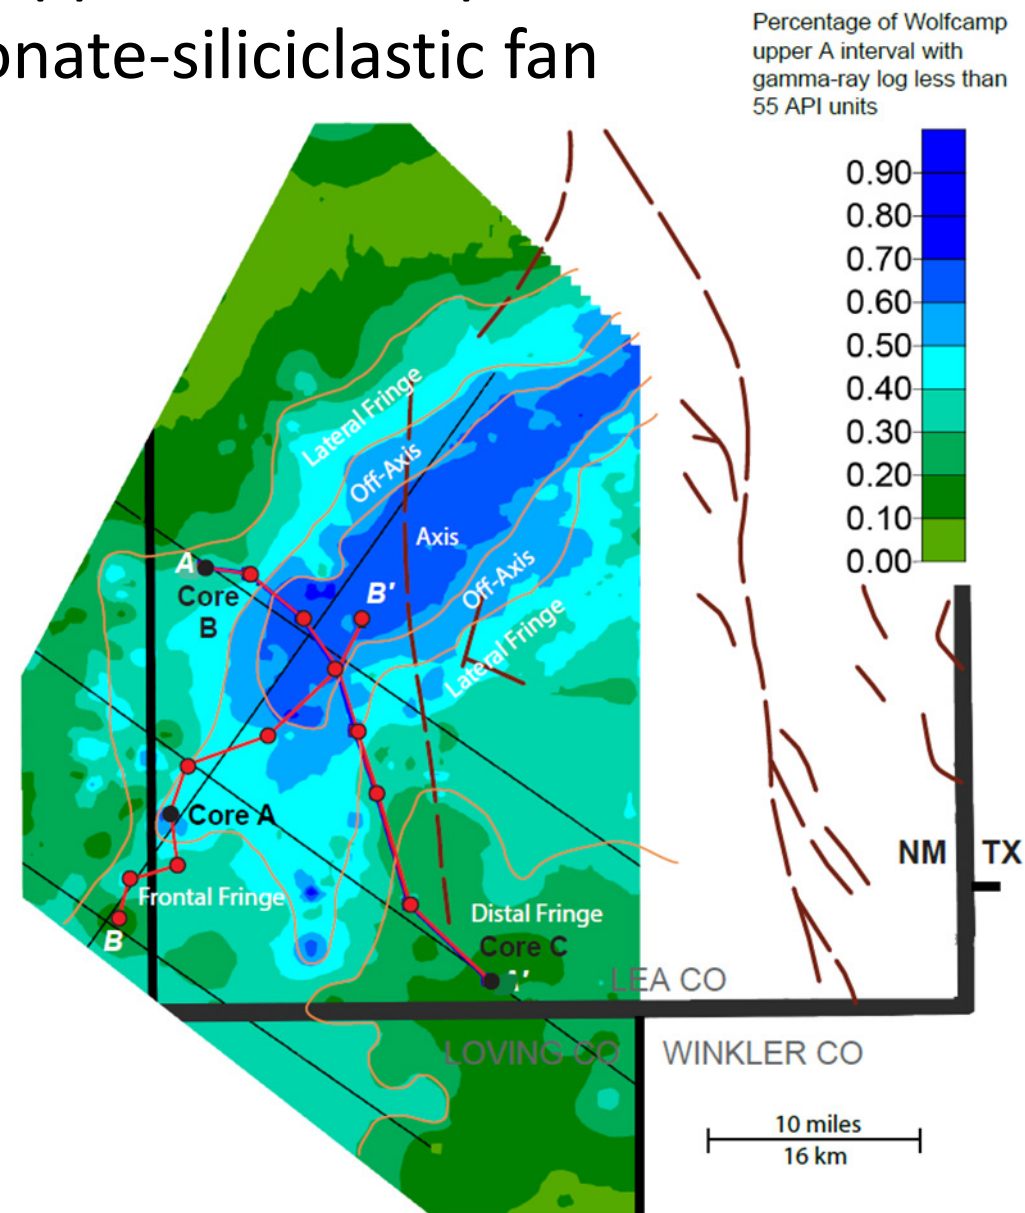 onate-siliciclastic fan
Percentage of Wolfcamp
upper A interval with
gamma-ray log less than
55 API units
0.90
0.80
0.70
0.60
0.50
0.40
0.30
0.20
0.10
0.00
Lateral Fringe
Off-Axis
Axis
Off-Axis
Lateral Fringe
A
Core
B
B'
Core A
Frontal Fringe
B
Distal Fringe
Core C
NM TX
LEA CO
LOVING CO
WINKLER CO
10 miles
16 km